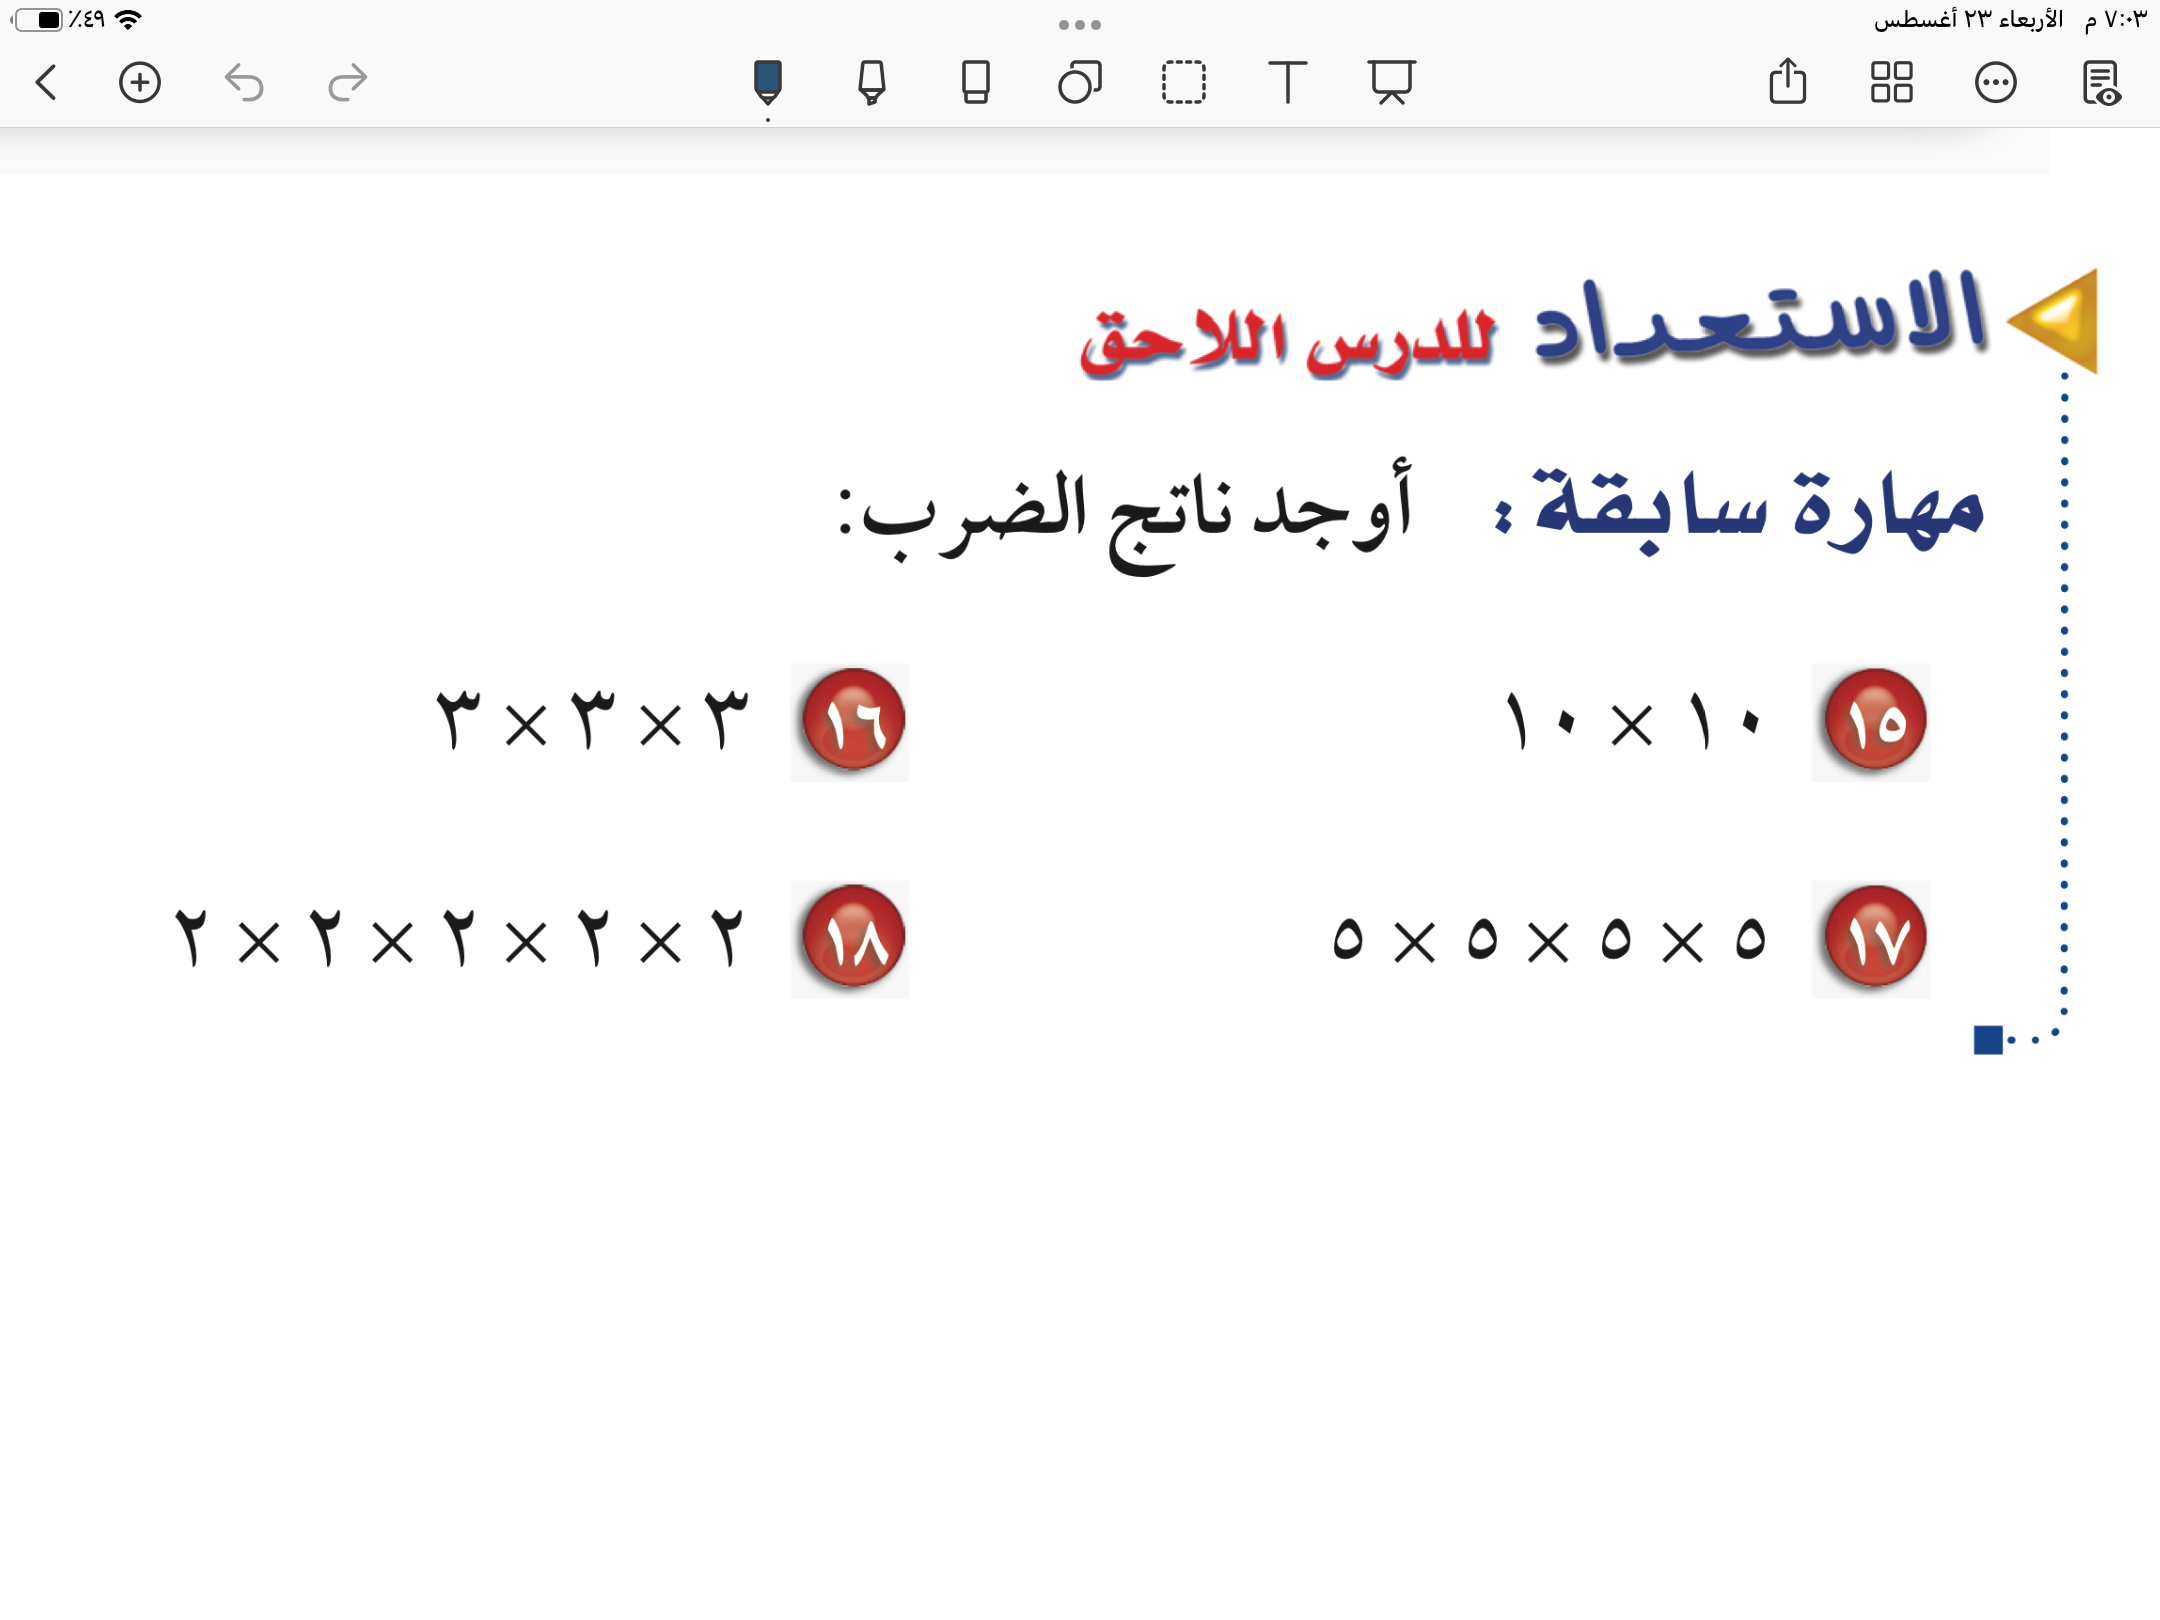 ٧:٠٣ م الأربعاء ٢٣ أغسطس ٤٩٪
الاستعداد للدرس اللاحق
مهارة سابقة: أوجد ناتج الضرب:
١٥ ١٠ × ١٠ ١٦ ٣ × ٣ × ٣
١٧ ٥ × ٥ × ٥ × ٥ ١٨ ٢ × ٢ × ٢ × ٢ × ٢